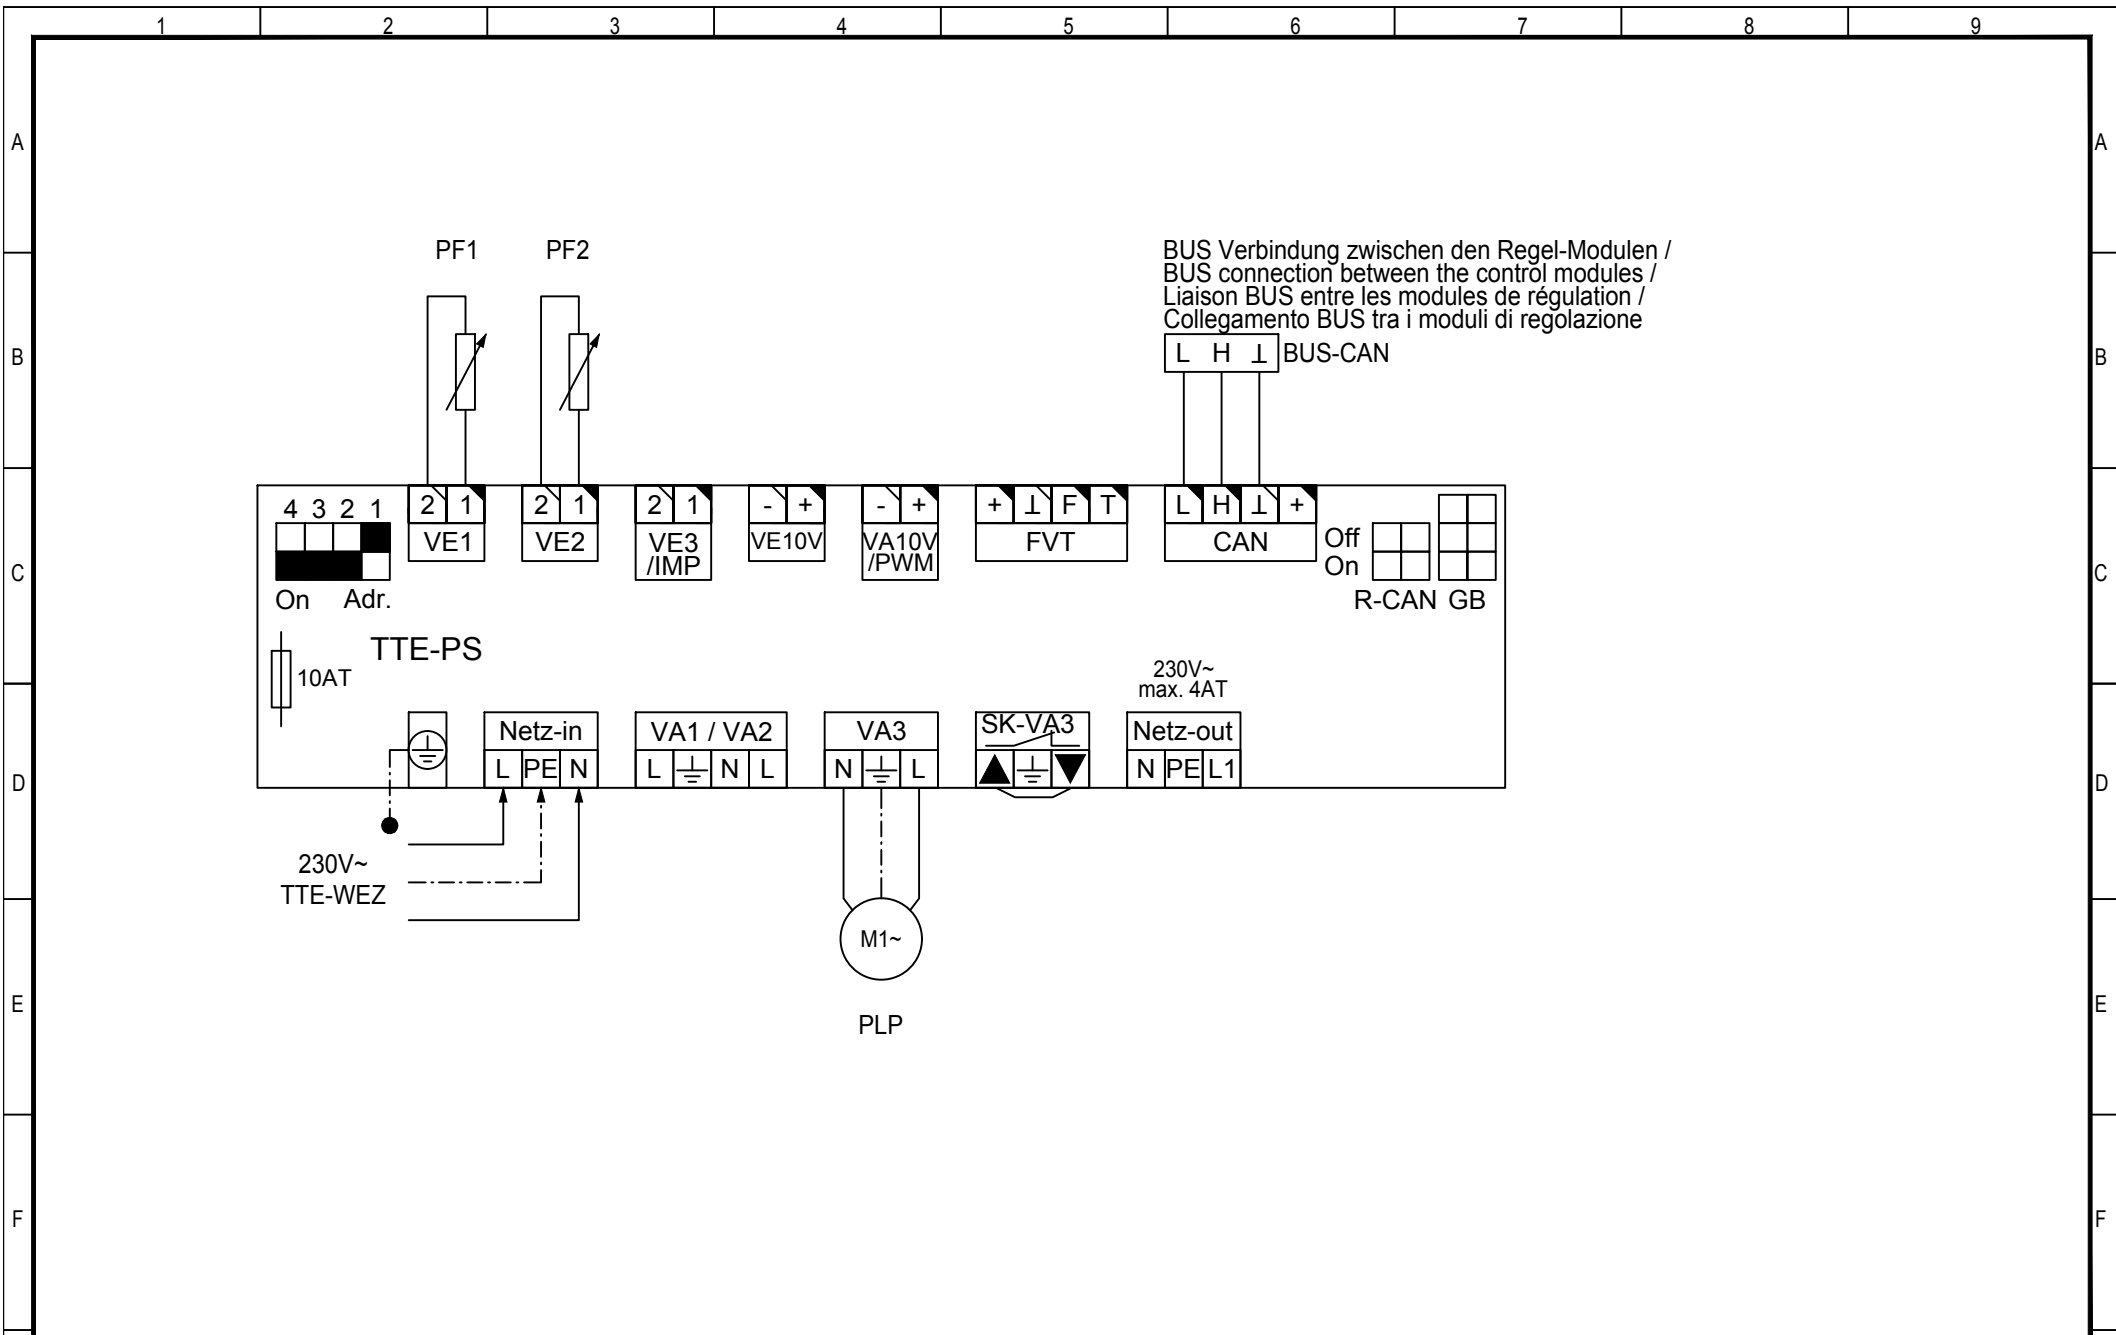 1 2 3 4 5 6 7 8 9
A A
PF1 PF2
BUS Verbindung zwischen den Regel-Modulen /
BUS connection between the control modules /
Liaison BUS entre les modules de régulation /
Collegamento BUS tra i moduli di regolazione
B L H ⊥ BUS-CAN B
4 3 2 1
2 1 2 1 2 1 - + - + + ⊥ F T L H ⊥ +
VE1 VE2 VE3 VE10V VA10V FVT CAN Off
/IMP /PWM On
C C
On Adr. R-CAN GB
TTE-PS
10AT
230V~
max. 4AT
Netz-in VA1 / VA2 VA3 SK-VA3 Netz-out
L PE N L N L N L N PE L1
D D
230V~
TTE-WEZ
M1~
E E
PLP
F F